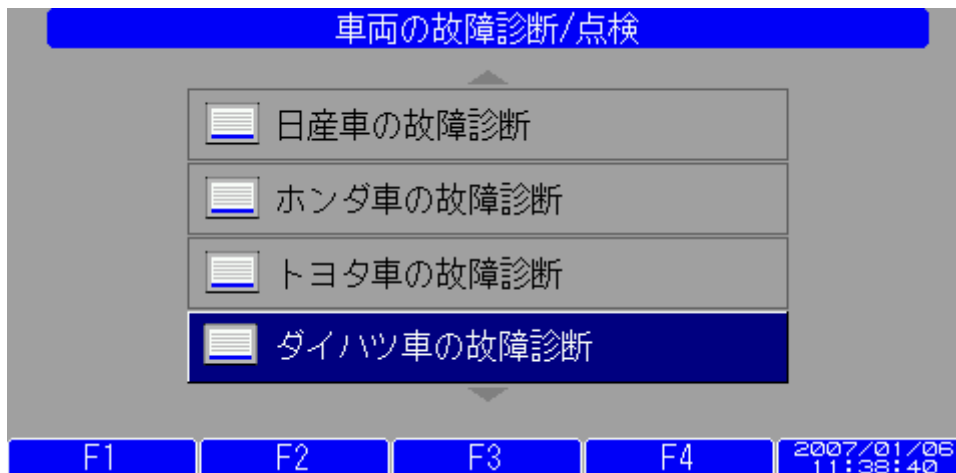 車両の故障診断/点検
日産車の故障診断
ホンダ車の故障診断
トヨタ車の故障診断
ダイハツ車の故障診断
F1 F2 F3 F4 2007/01/06
11:38:40